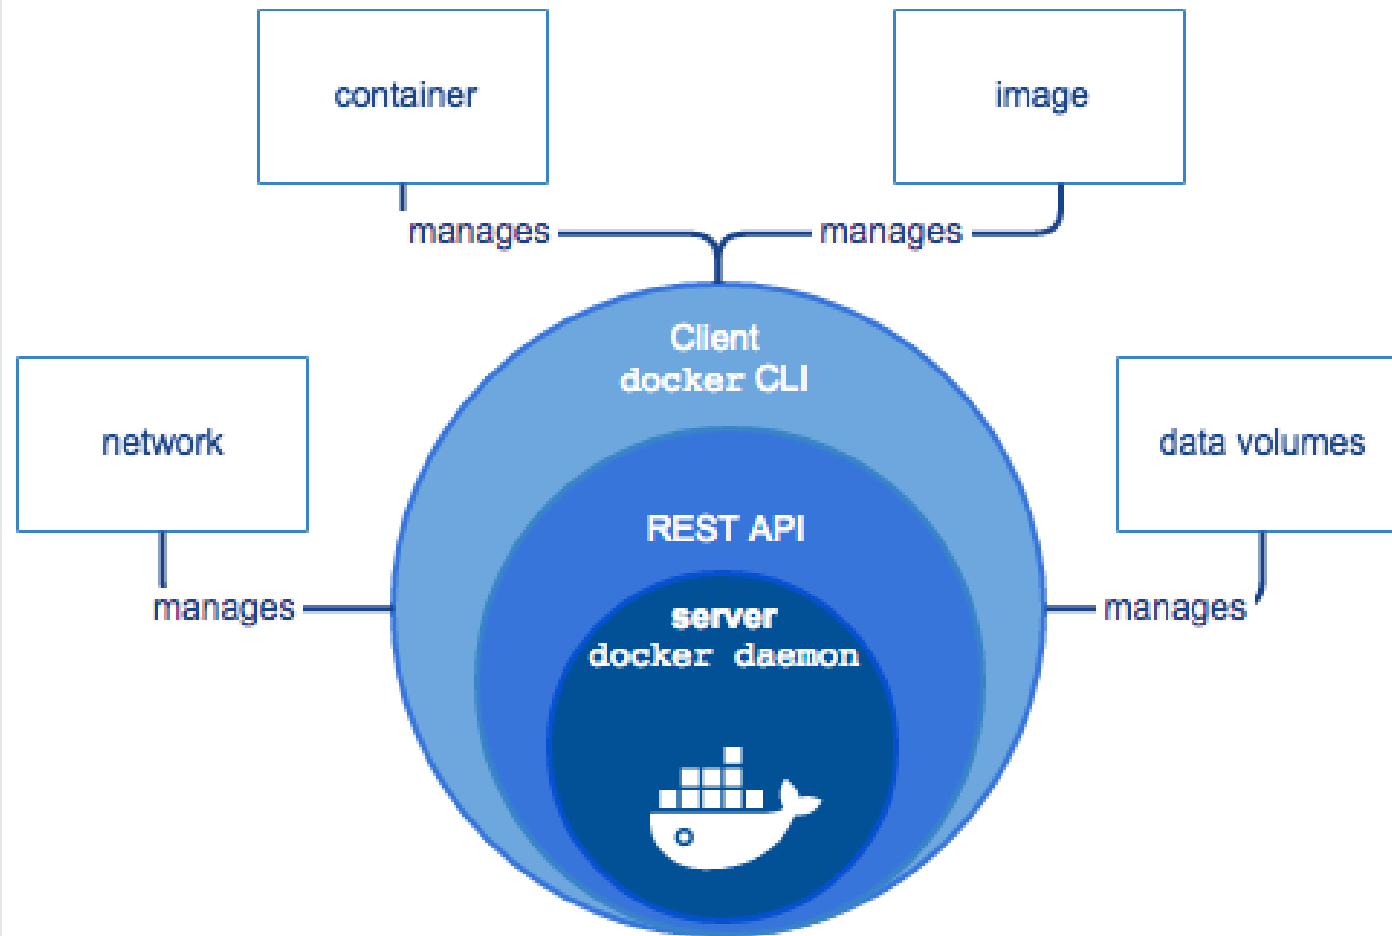 container
image
manages
manages
Client
docker CLI
network
data volumes
REST API
manages
server
manages
docker daemon